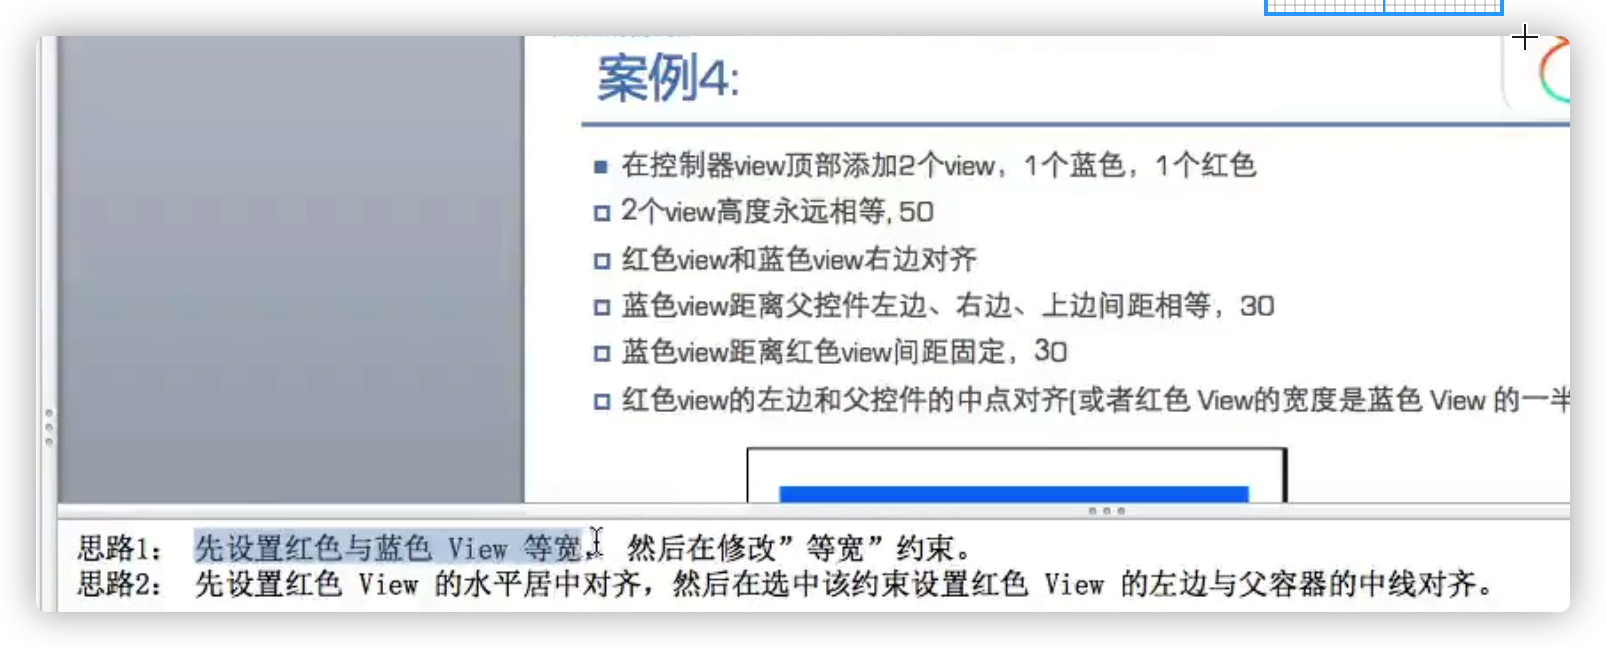 案例4:
在控制器view顶部添加2个view，1个蓝色，1个红色
2个view高度永远相等,50
红色view和蓝色view右边对齐
蓝色view距离父控件左边、右边、上边间距相等，30
蓝色view距离红色view间距固定，30
红色view的左边和父控件的中点对齐(或者红色 View的宽度是蓝色 View 的一半
思路1： 先设置红色与蓝色 View 等宽， 然后在修改”等宽”约束。
思路2： 先设置红色 View 的水平居中对齐，然后在选中该约束设置红色 View 的左边与父容器的中线对齐。